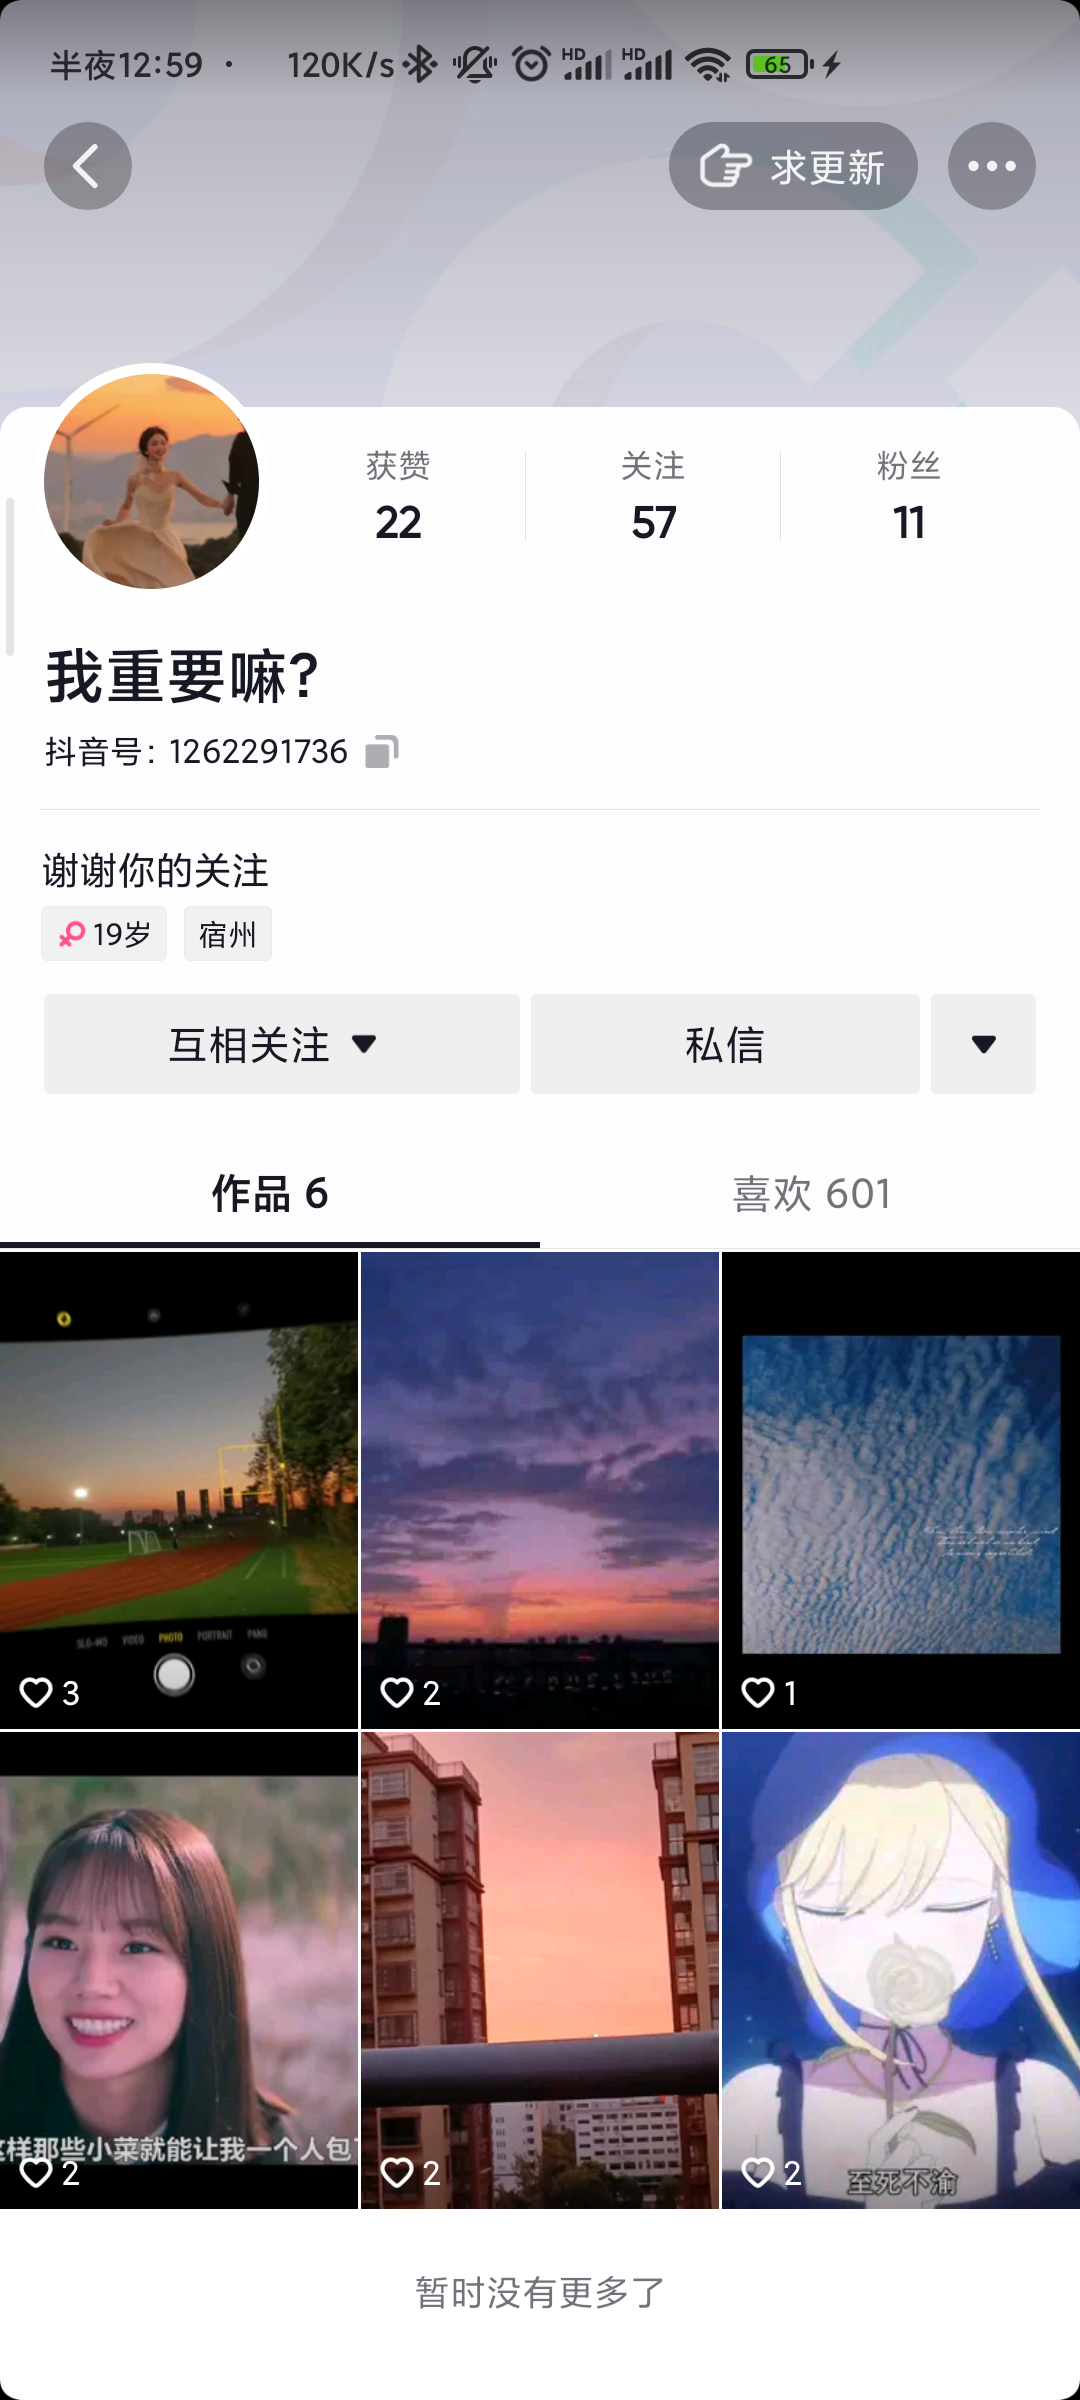 半夜12:59 · 120K/s HD HD 65
求更新
获赞 关注 粉丝
22 57 11
我重要嘛?
抖音号: 1262291736
谢谢你的关注
19岁 宿州
互相关注 私信
作品 6 喜欢 601
SLO-MO VIDEO PHOTO PORTRAIT PANO
3 2 1
这样那些小菜就能让我一个人包
至死不渝
2 2 2
暂时没有更多了